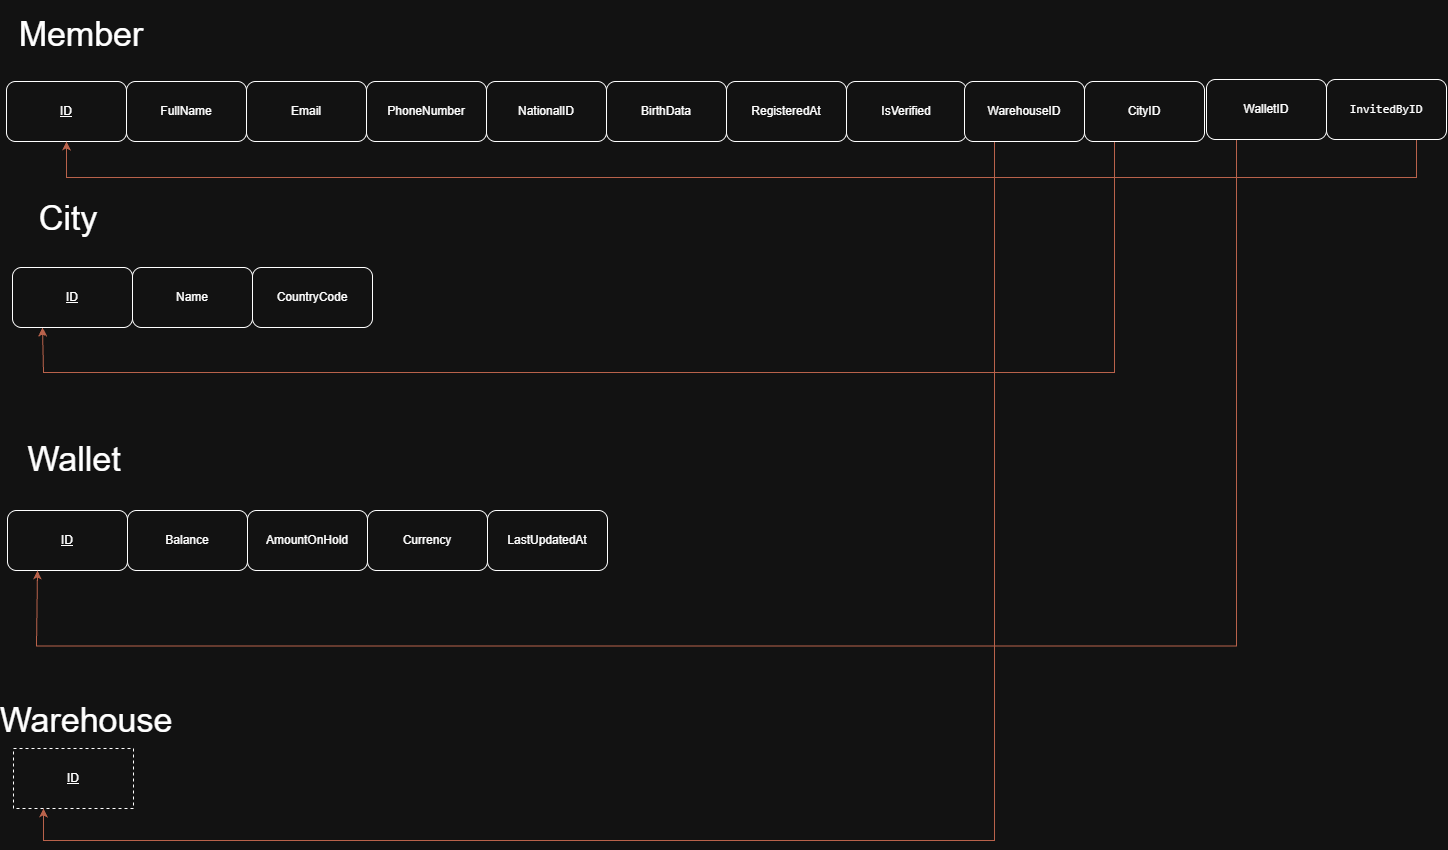 Member
ID FullName Email PhoneNumber NationalID BirthData RegisteredAt IsVerified WarehouseID CityID WalletID InvitedByID
City
ID Name CountryCode
Wallet
ID Balance AmountOnHold Currency LastUpdatedAt
Warehouse
ID